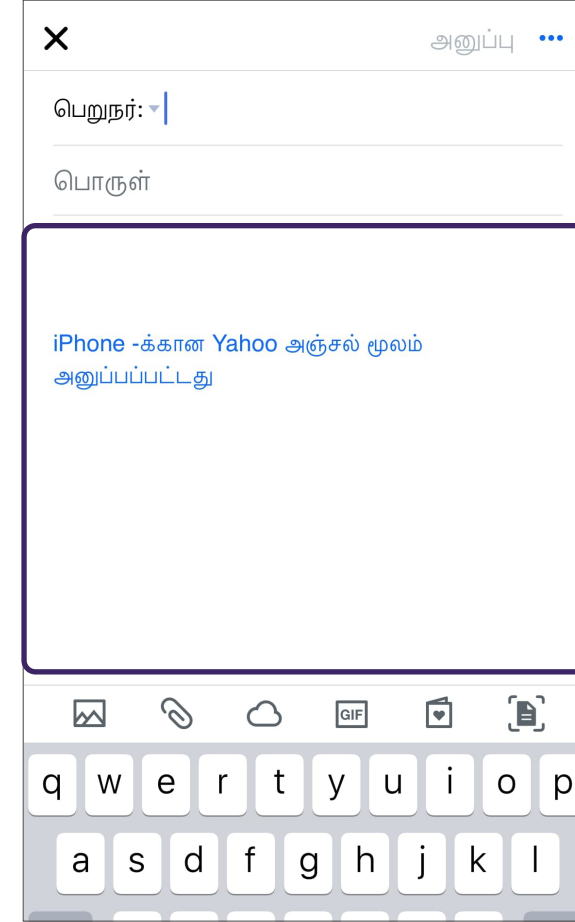 அனுப்பு
பெறுநர்:
பொருள்
iPhone -க்கான Yahoo அஞ்சல் மூலம்
அனுப்பப்பட்டது
GIF
q w e r t y u i o p
a s d f g h j k l